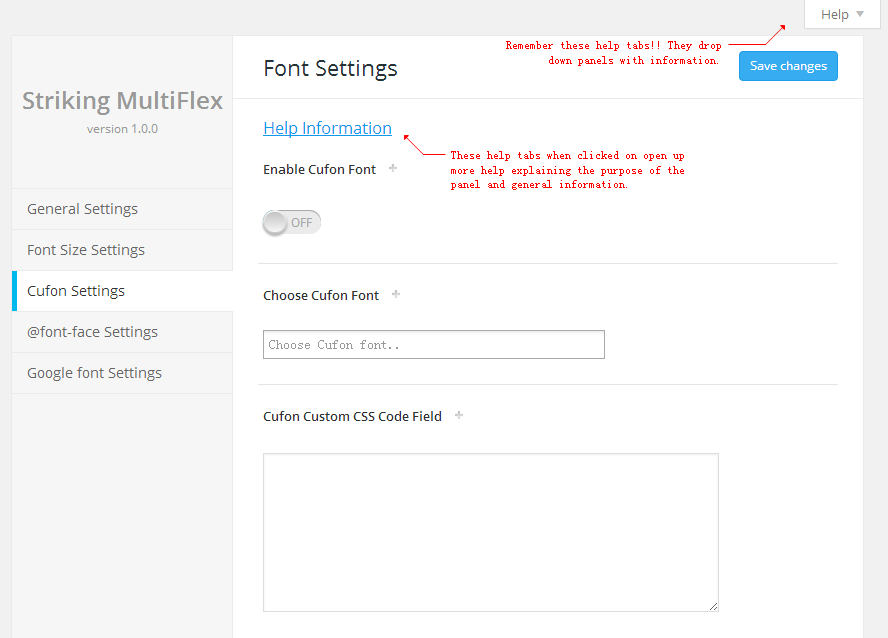 Help
Remember these help tabs!! They drop
down panels with information.
Font Settings
Save changes
Striking MultiFlex
version 1.0.0
Help Information
These help tabs when clicked on open up
more help explaining the purpose of the
panel and general information.
Enable Cufon Font
OFF
General Settings
Font Size Settings
Cufon Settings
@font-face Settings
Google font Settings
Choose Cufon Font
Choose Cufon font..
Cufon Custom CSS Code Field